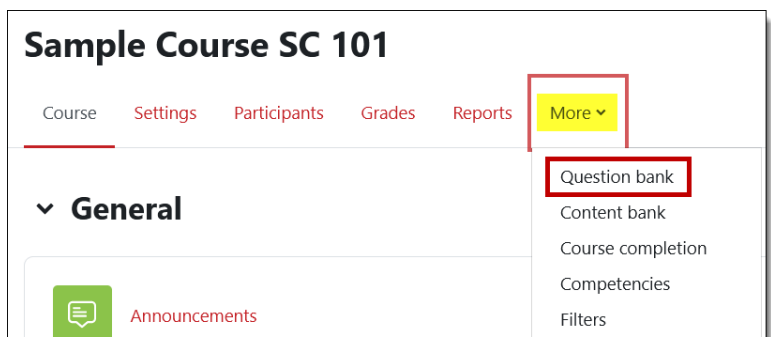 Sample Course SC 101
Course Settings Participants Grades Reports More
Question bank
General
Content bank
Course completion
Competencies
Announcements
Filters